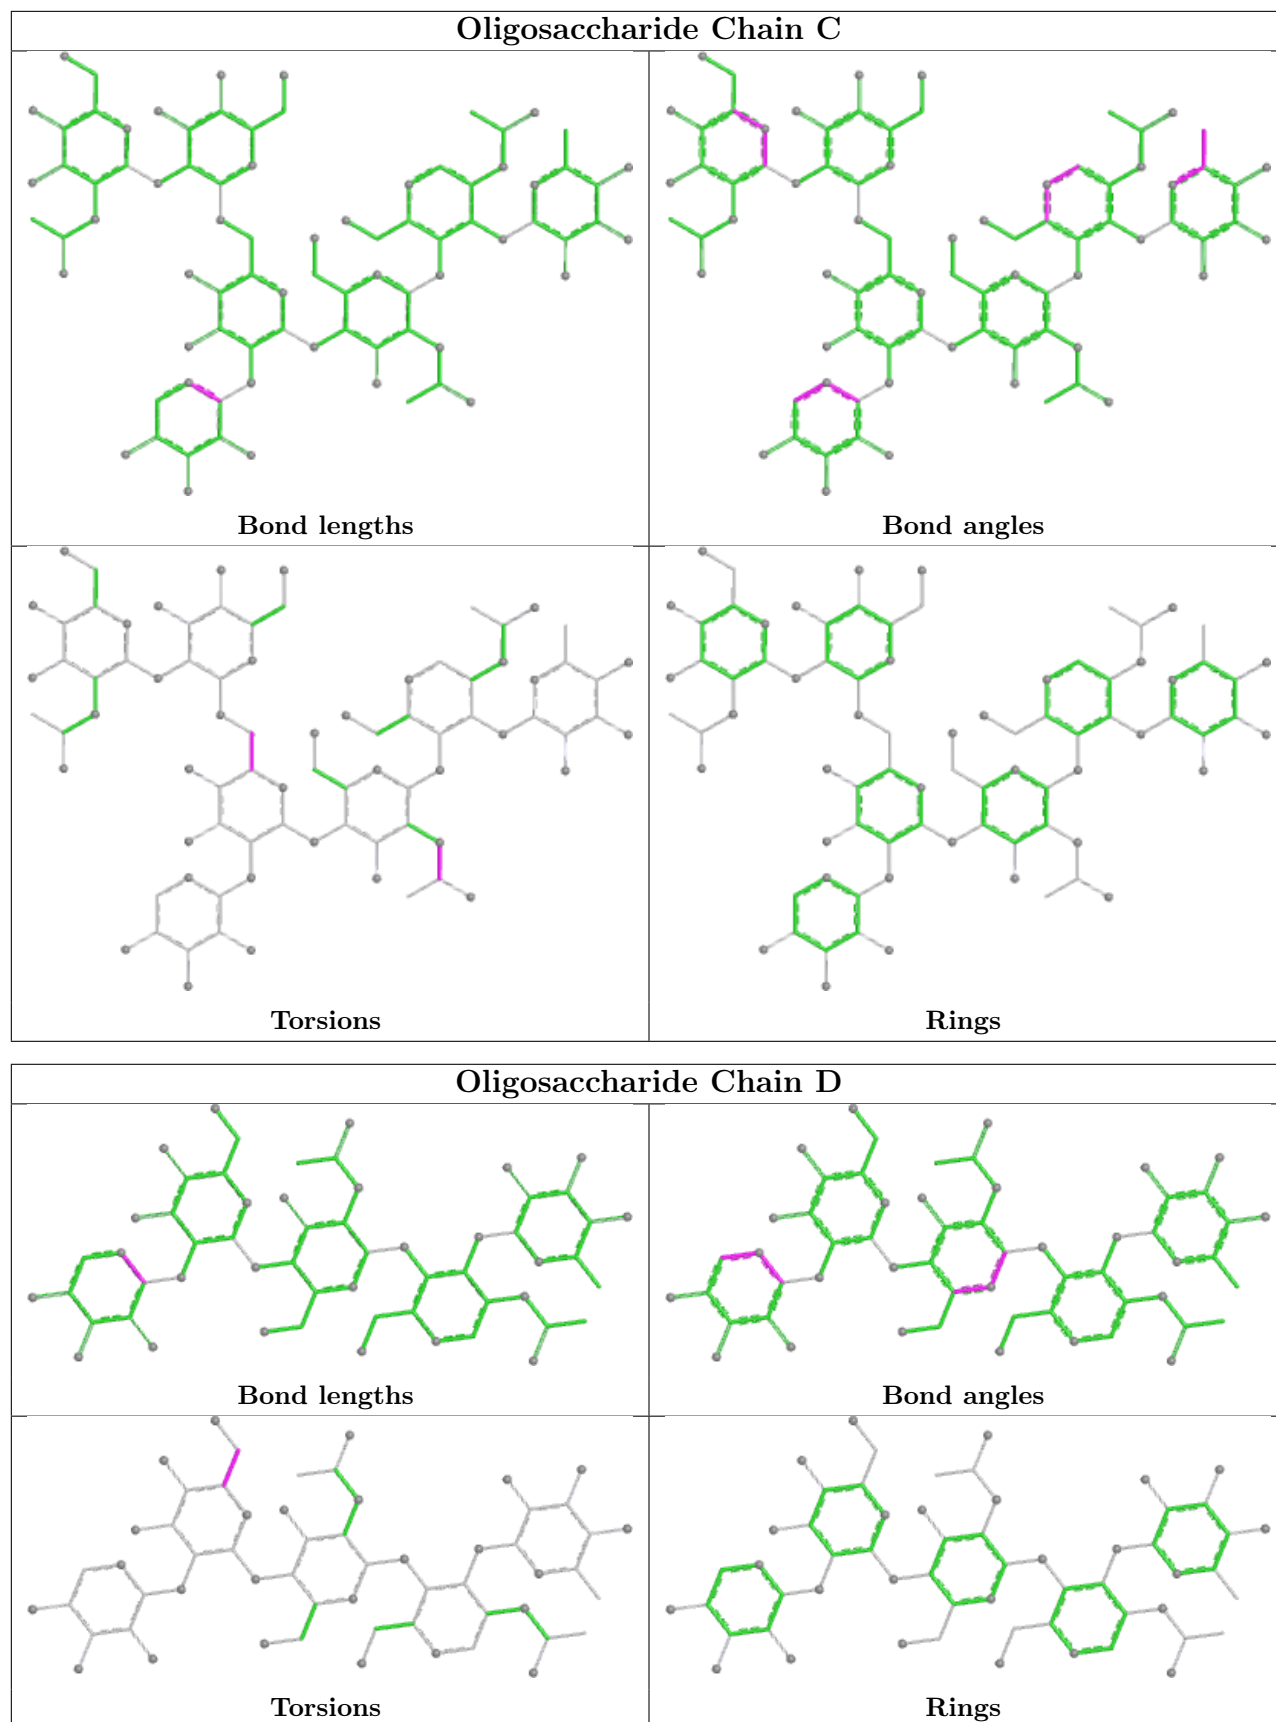 Oligosaccharide Chain C
Bond lengths
Bond angles
Torsions
Rings
Oligosaccharide Chain D
Bond lengths
Bond angles
Torsions
Rings